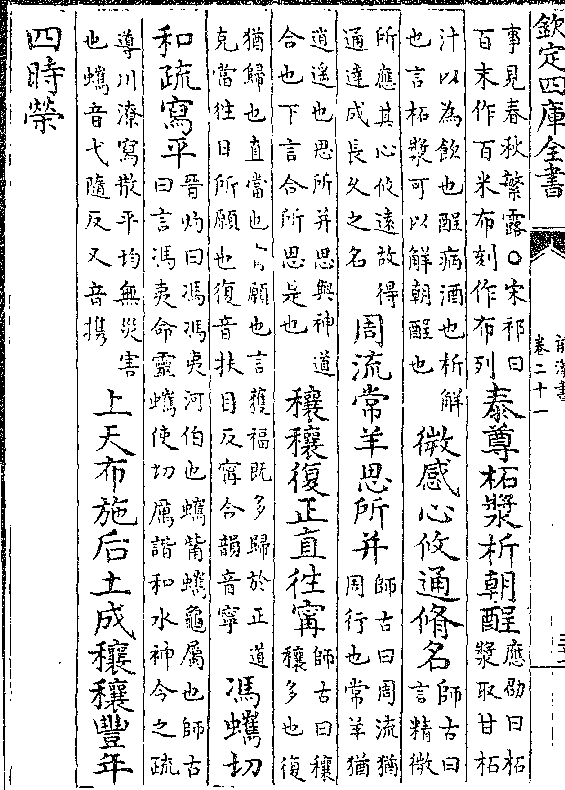 欽定四庫全書
前漢書
卷二十一
事見春秋繁露○宋祁曰
百末作百米布刻作布列
泰尊柘漿析朝酲
應劭曰柘
漿取甘柘
汁以為飲也酲病酒也析解
也言柘漿可以解朝酲也
微感心攸通脩名
師古曰
言精微
所應其心攸遠故得
通達成長久之名
周流常羊思所并
師古曰周流猶
周行也常羊猶
逍遥也思所并思與神道
合也下言合所思是也
穰穰復正直往甯
師古曰穰
穰多也復
猶歸也直當也甯願也言獲福既多歸於正道
克當往日所願也復音扶目反甯合韻音寧
馮蠵切
和疏寫平
晋灼曰馮馮夷河伯也蠵觜蠵龜屬也師古
曰言馮夷命靈蠵使切厲諧和水神令之疏
導川潦寫散平均無災害
也蠵音弋隨反又音攜
上天布施后土成穰穰豐年
四時榮